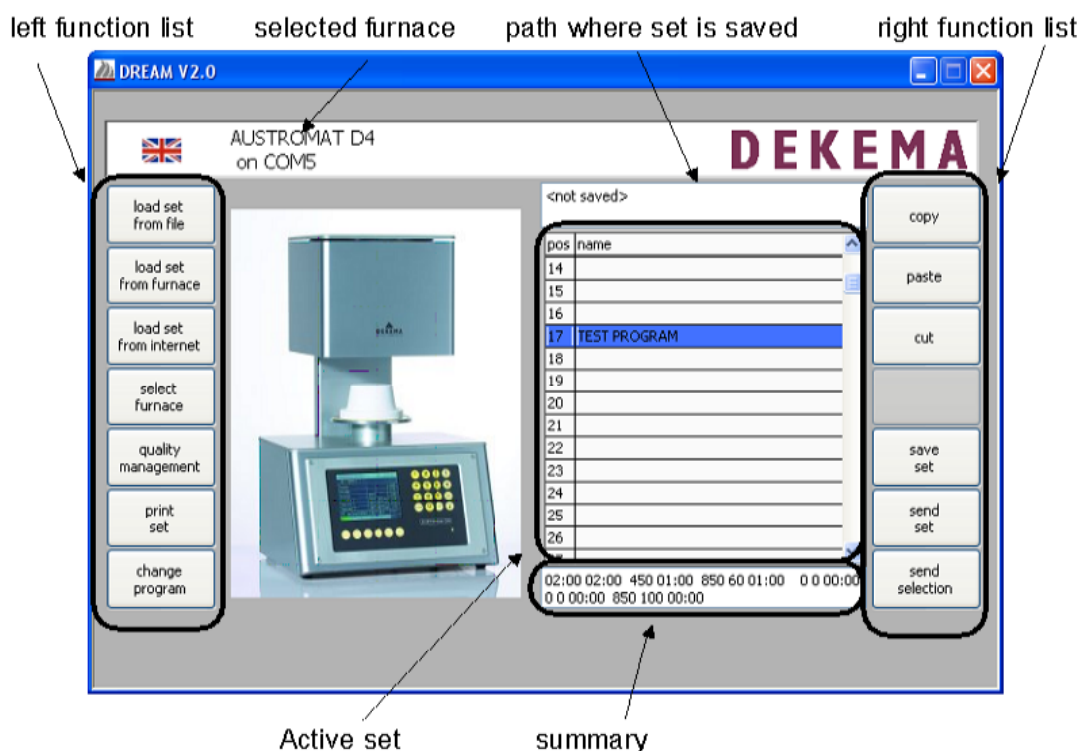 left function list
selected furnace
path where set is saved
right function list
DREAM V2.0
AUSTROMAT D4
on COM5
DEKEMA
<not saved>
load set
from file
load set
from furnace
load set
from internet
select
furnace
quality
management
print
set
change
program
DEKEMA
pos name
14
15
16
17 TEST PROGRAM
18
19
20
21
22
23
24
25
26
02:00 02:00 450 01:00 850 60 01:00 0 0 00:00
0 0 00:00 850 100 00:00
copy
paste
cut
save
set
send
set
send
selection
Active set
summary